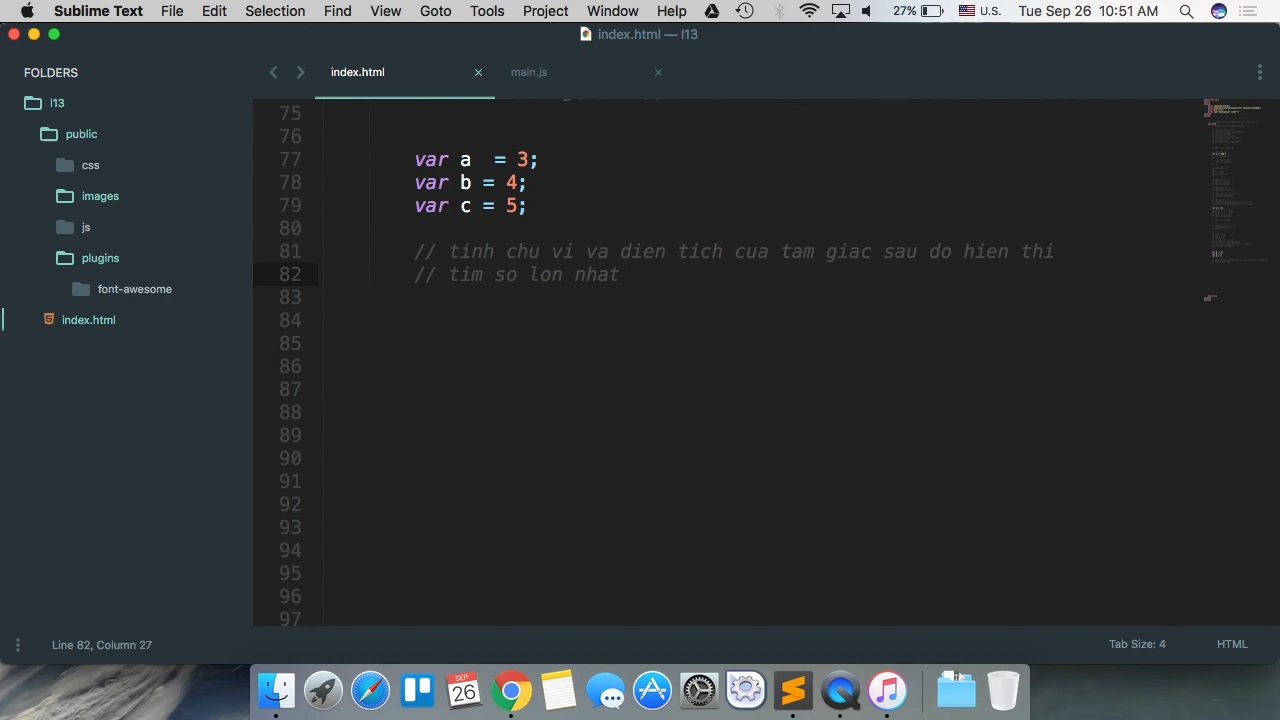 Sublime Text File Edit Selection Find View Goto Tools Project Window Help 27% U.S. Tue Sep 26 10:51 AM
index.html — l13
FOLDERS
index.html × main.js ×
l13
public
css
images
js
plugins
font-awesome
index.html
75
76
77 var a  = 3;
78 var b = 4;
79 var c = 5;
80
81 // tinh chu vi va dien tich cua tam giac sau do hien thi
82 // tim so lon nhat
83
84
85
86
87
88
89
90
91
92
93
94
95
96
97
Line 82, Column 27 Tab Size: 4 HTML
SEP
26